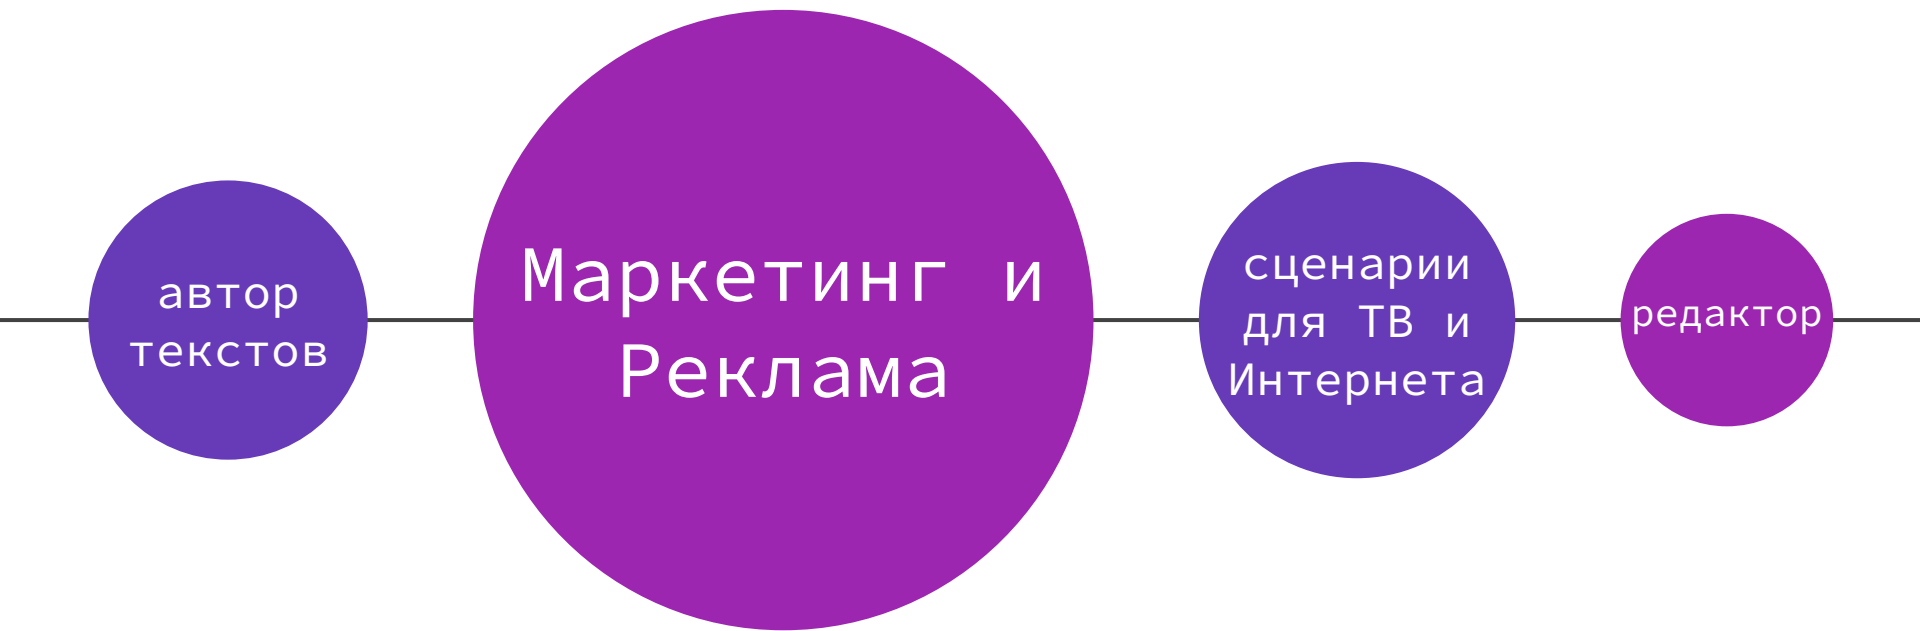 автор
текстов
Маркетинг и
Реклама
сценарии
для ТВ и
Интернета
редактор